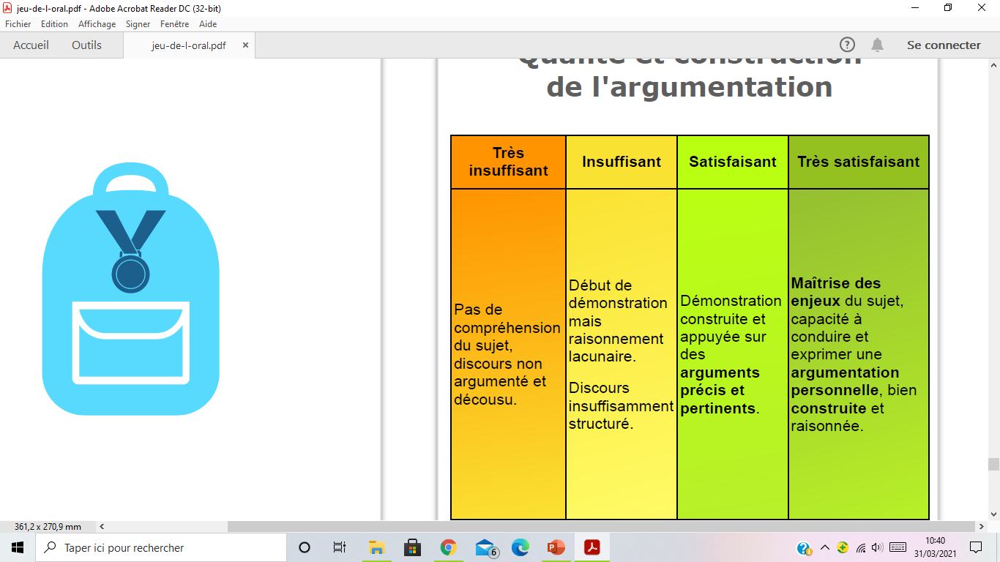 jeu-de-l-oral.pdf - Adobe Acrobat Reader DC (32-bit)
Fichier Edition Affichage Signer Fenêtre Aide
Accueil Outils jeu-de-l-oral.pdf × ? Se connecter
Qualité et construction
de l'argumentation
Très
insuffisant
Insuffisant
Satisfaisant
Très satisfaisant
Pas de
compréhension
du sujet,
discours non
argumenté et
décousu.
Début de
démonstration
mais
raisonnement
lacunaire.
Discours
insuffisamment
structuré.
Démonstration
construite et
appuyée sur
des
arguments
précis et
pertinents.
Maîtrise des
enjeux du sujet,
capacité à
conduire et
exprimer une
argumentation
personnelle, bien
construite et
raisonnée.
361,2 x 270,9 mm
Taper ici pour rechercher
6
10:40
31/03/2021